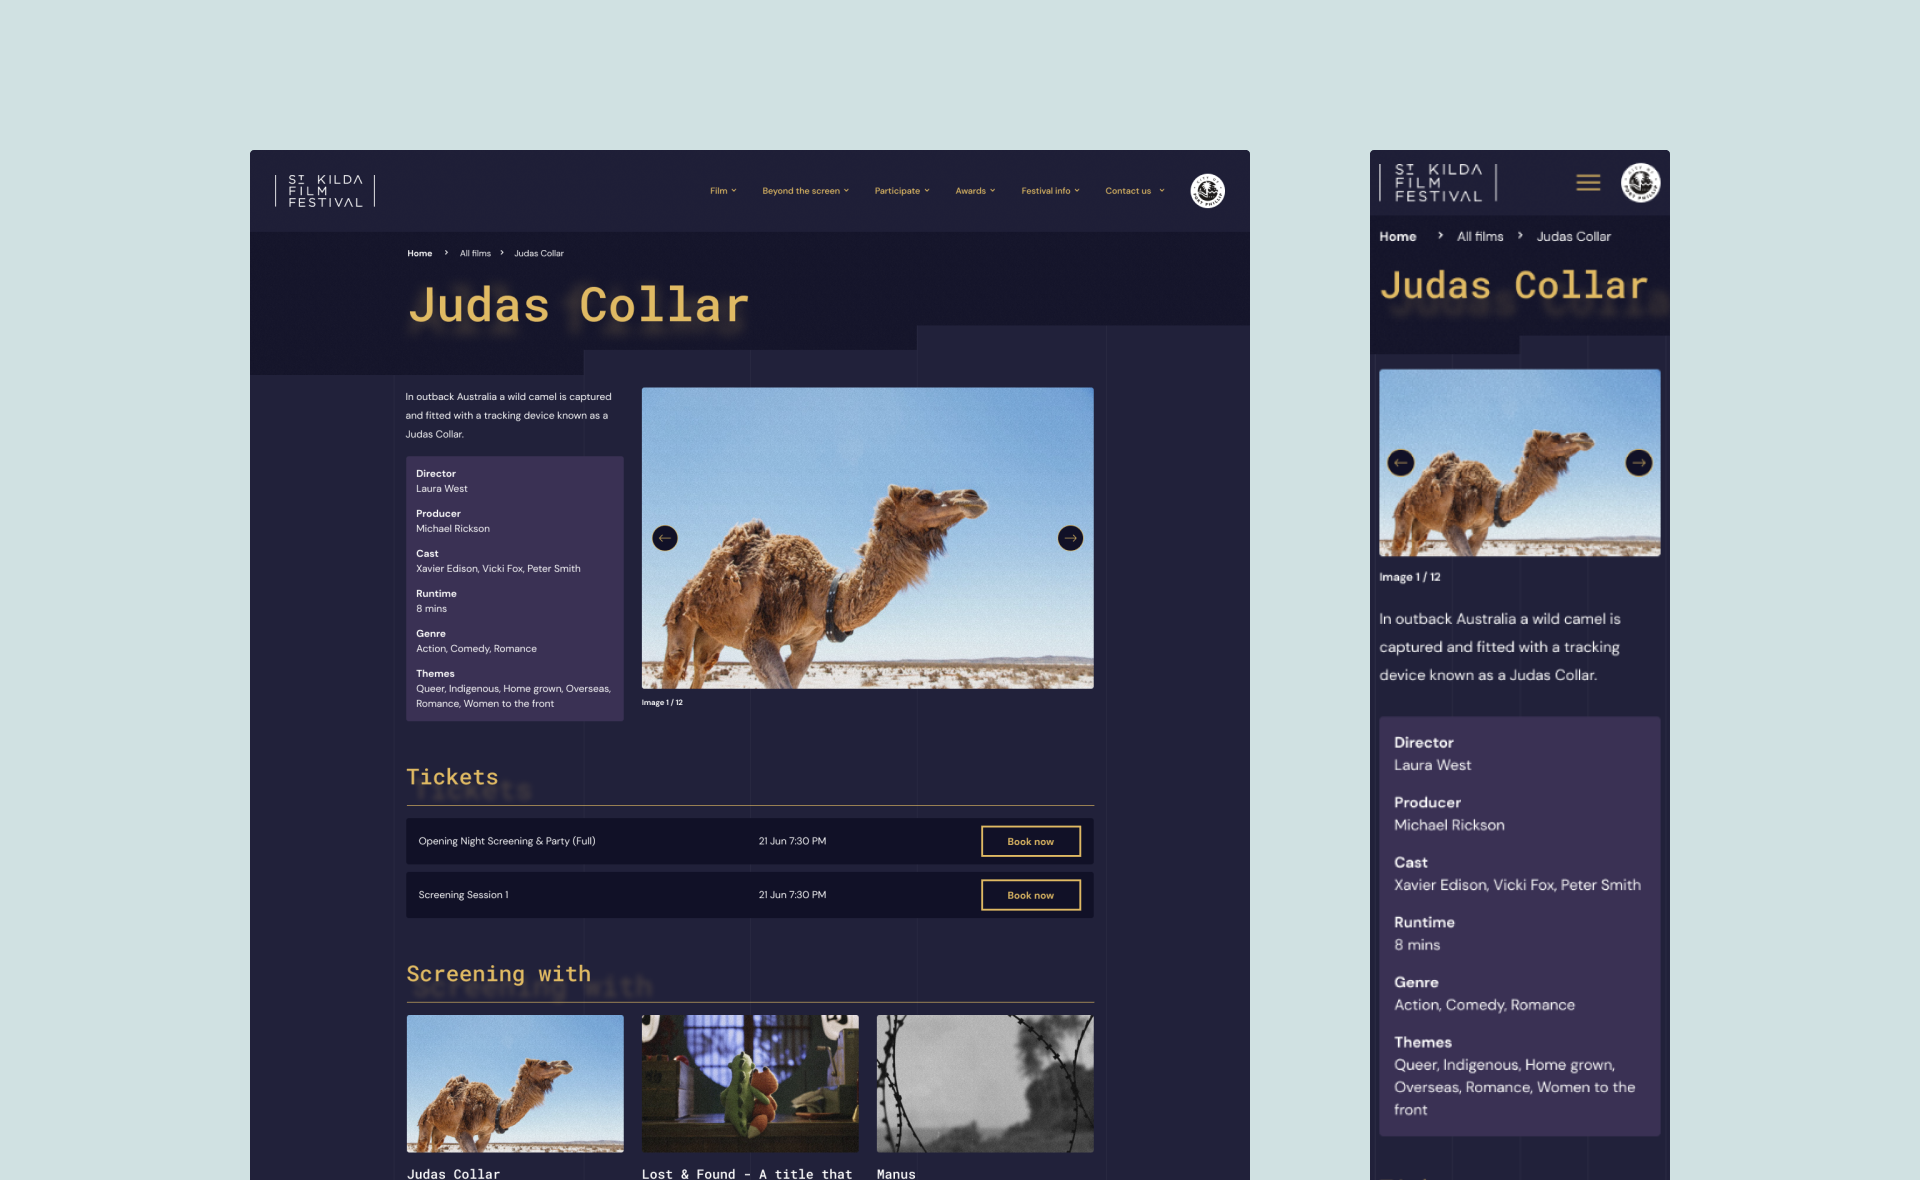 ST KILDA
FILM
FESTIVAL
Film
Beyond the screen
Participate
Awards
Festival info
Contact us
CITY OF
PORT PHILLIP
Home > All films > Judas Collar
Judas Collar
In outback Australia a wild camel is captured
and fitted with a tracking device known as a
Judas Collar.
Director
Laura West
Producer
Michael Rickson
Cast
Xavier Edison, Vicki Fox, Peter Smith
Runtime
8 mins
Genre
Action, Comedy, Romance
Themes
Queer, Indigenous, Home grown, Overseas,
Romance, Women to the front
Image 1 / 12
Tickets
Opening Night Screening & Party (Full) 21 Jun 7:30 PM Book now
Screening Session 1 21 Jun 7:30 PM Book now
Screening with
Judas Collar
Lost & Found - A title that
Manus
ST KILDA
FILM
FESTIVAL
CITY OF
PORT PHILLIP
Home > All films > Judas Collar
Judas Collar
Image 1 / 12
In outback Australia a wild camel is
captured and fitted with a tracking
device known as a Judas Collar.
Director
Laura West
Producer
Michael Rickson
Cast
Xavier Edison, Vicki Fox, Peter Smith
Runtime
8 mins
Genre
Action, Comedy, Romance
Themes
Queer, Indigenous, Home grown,
Overseas, Romance, Women to the
front